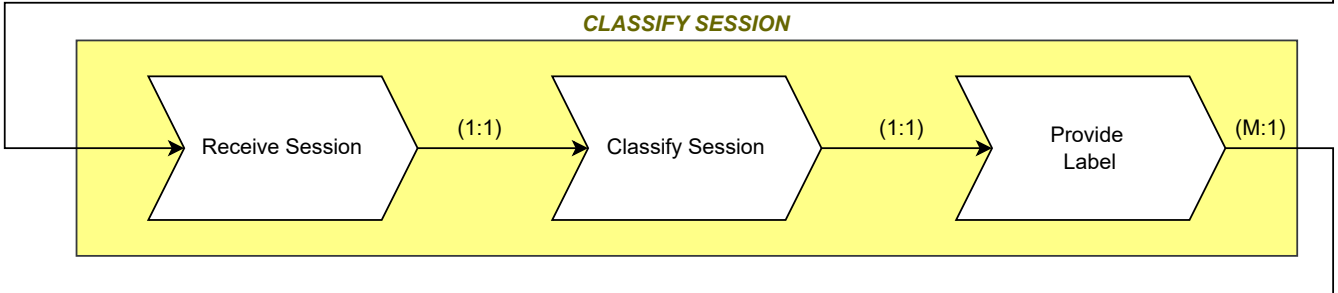 CLASSIFY SESSION
Receive Session
(1:1)
Classify Session
(1:1)
Provide
Label
(M:1)